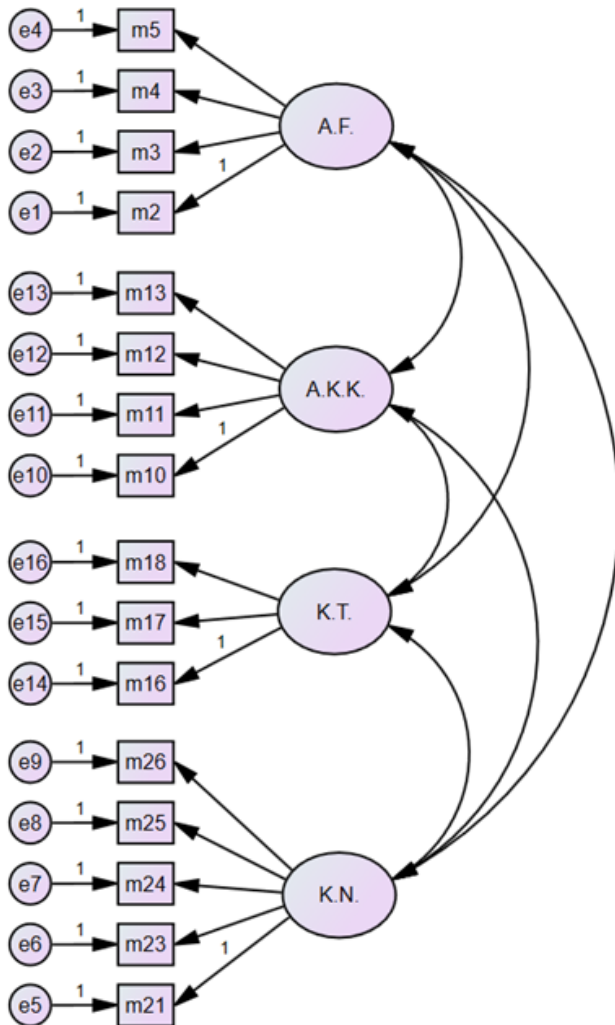 e4 1 m5
e3 1 m4
A.F.
e2 1 m3
1
e1 1 m2
e13 1 m13
e12 1 m12
A.K.K.
e11 1 m11
1
e10 1 m10
e16 1 m18
K.T.
e15 1 m17
1
e14 1 m16
e9 1 m26
e8 1 m25
e7 1 m24
K.N.
e6 1 m23
1
e5 1 m21